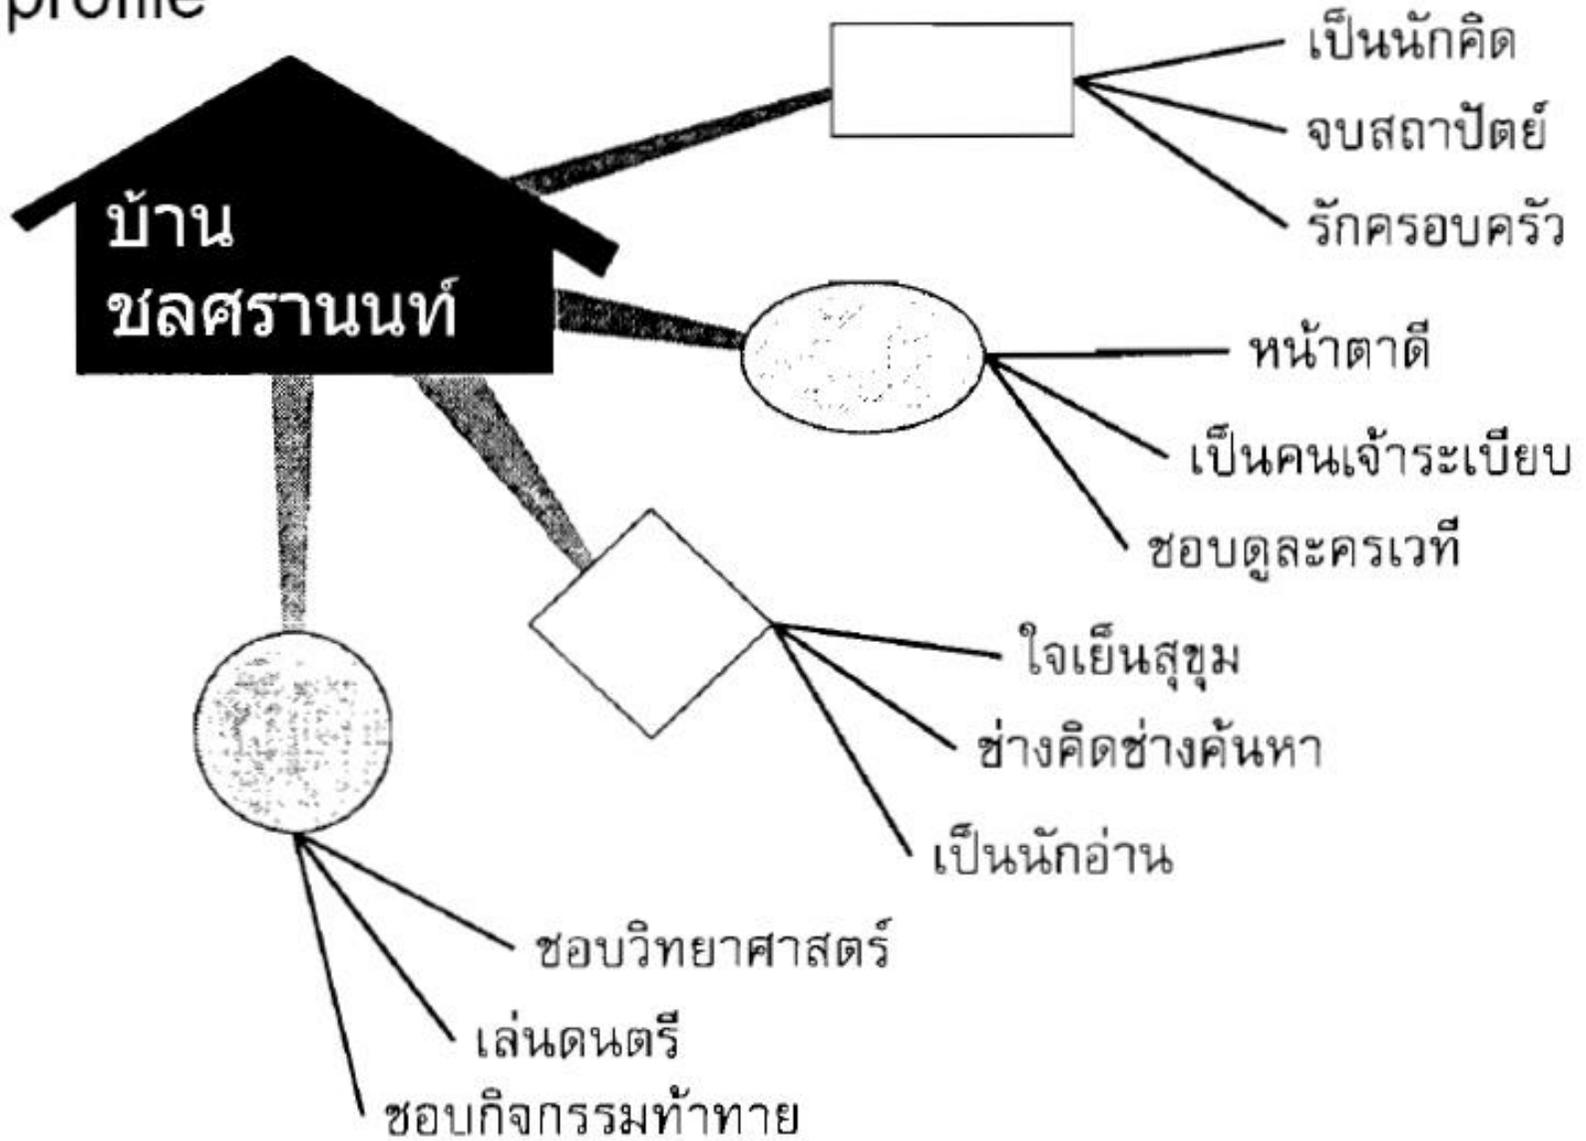 profile
เป็นนักคิด
จบสถาปัตย์
รักครอบครัว
บ้าน
ชลศรานนท์
หน้าตาดี
เป็นคนเจ้าระเบียบ
ชอบดูละครเวที
ใจเย็นสุขุม
ช่างคิดช่างค้นหา
เป็นนักอ่าน
ชอบวิทยาศาสตร์
เล่นดนตรี
ชอบกิจกรรมท้าทาย